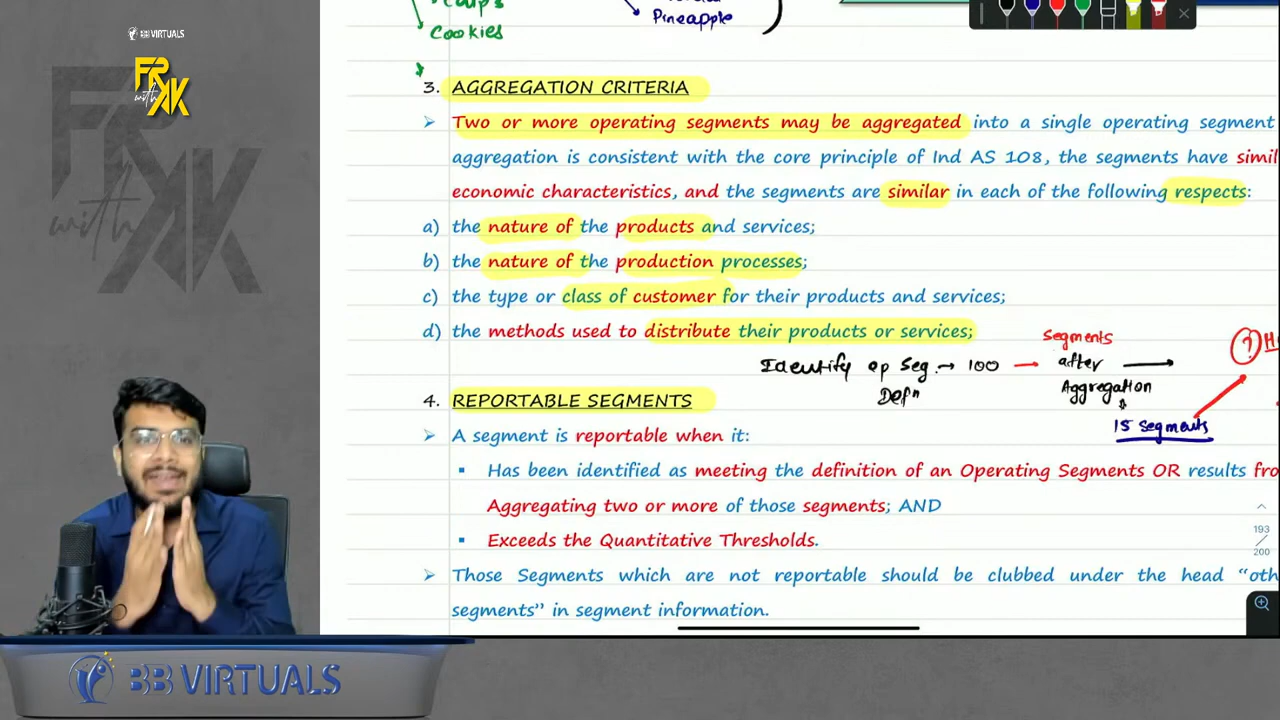 Cookies
Pineapple
BB VIRTUALS
FR
with
AK
3. AGGREGATION CRITERIA
➢ Two or more operating segments may be aggregated into a single operating segment
aggregation is consistent with the core principle of Ind AS 108, the segments have
economic characteristics, and the segments are similar in each of the following respects:
a) the nature of the products and services;
b) the nature of the production processes;
c) the type or class of customer for their products and services;
d) the methods used to distribute their products or services;
Segments
Identify op Seg. → 100 → after →
Defⁿ Aggregation
15 Segments
?
4. REPORTABLE SEGMENTS
➢ A segment is reportable when it:
▪ Has been identified as meeting the definition of an Operating Segments OR results
Aggregating two or more of those segments; AND
▪ Exceeds the Quantitative Thresholds.
193
/
200
➢ Those Segments which are not reportable should be clubbed under the head
segments” in segment information.
BB VIRTUALS